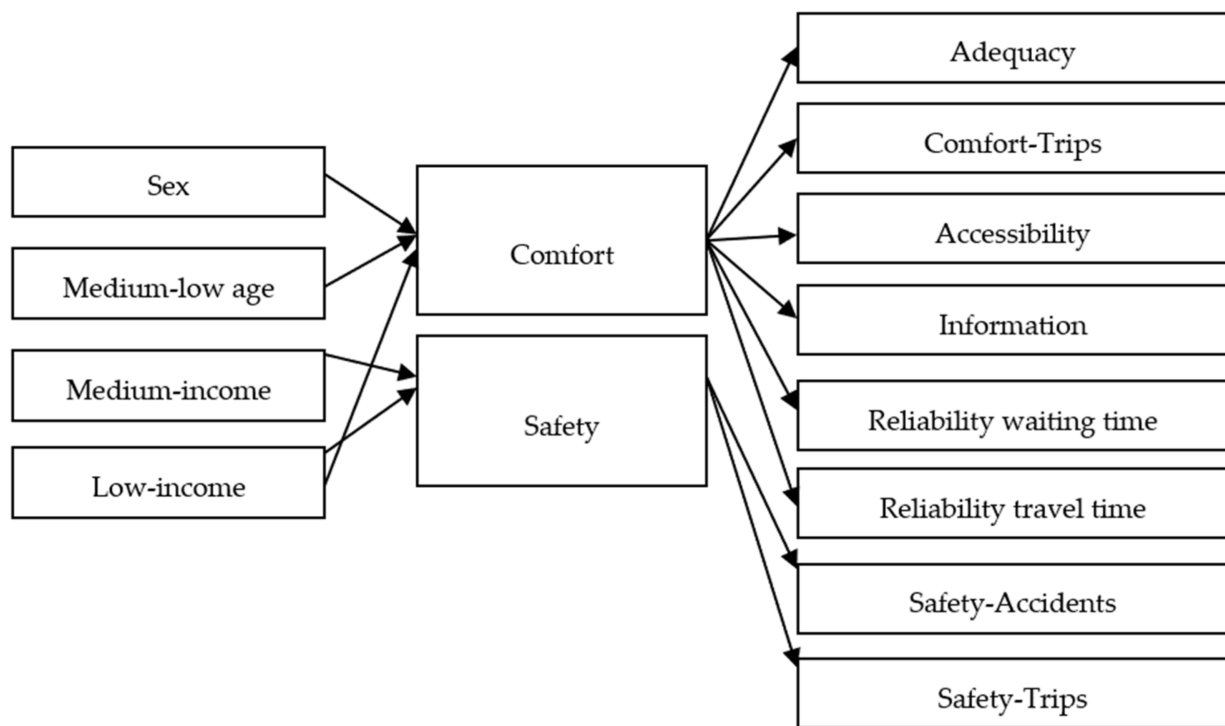 Sex
Medium-low age
Medium-income
Low-income
Comfort
Safety
Adequacy
Comfort-Trips
Accessibility
Information
Reliability waiting time
Reliability travel time
Safety-Accidents
Safety-Trips